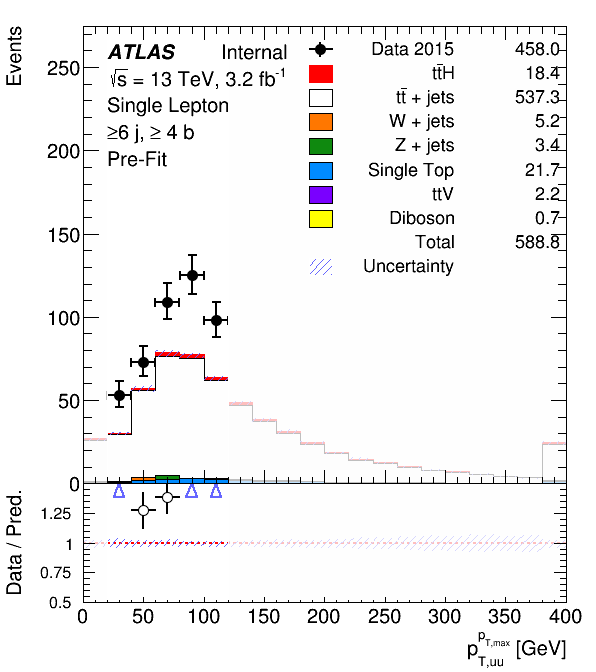 Events
ATLAS Internal
√s = 13 TeV, 3.2 fb⁻¹
Single Lepton
≥6 j, ≥ 4 b
Pre-Fit
Data 2015 458.0
tt̄H 18.4
tt̄ + jets 537.3
W + jets 5.2
Z + jets 3.4
Single Top 21.7
ttV 2.2
Diboson 0.7
Total 588.8
Uncertainty
250
200
150
100
50
0
Data / Pred.
1.25
1
0.75
0.5
0 50 100 150 200 250 300 350 400
p_{T,uu}^{p_{T,max}} [GeV]